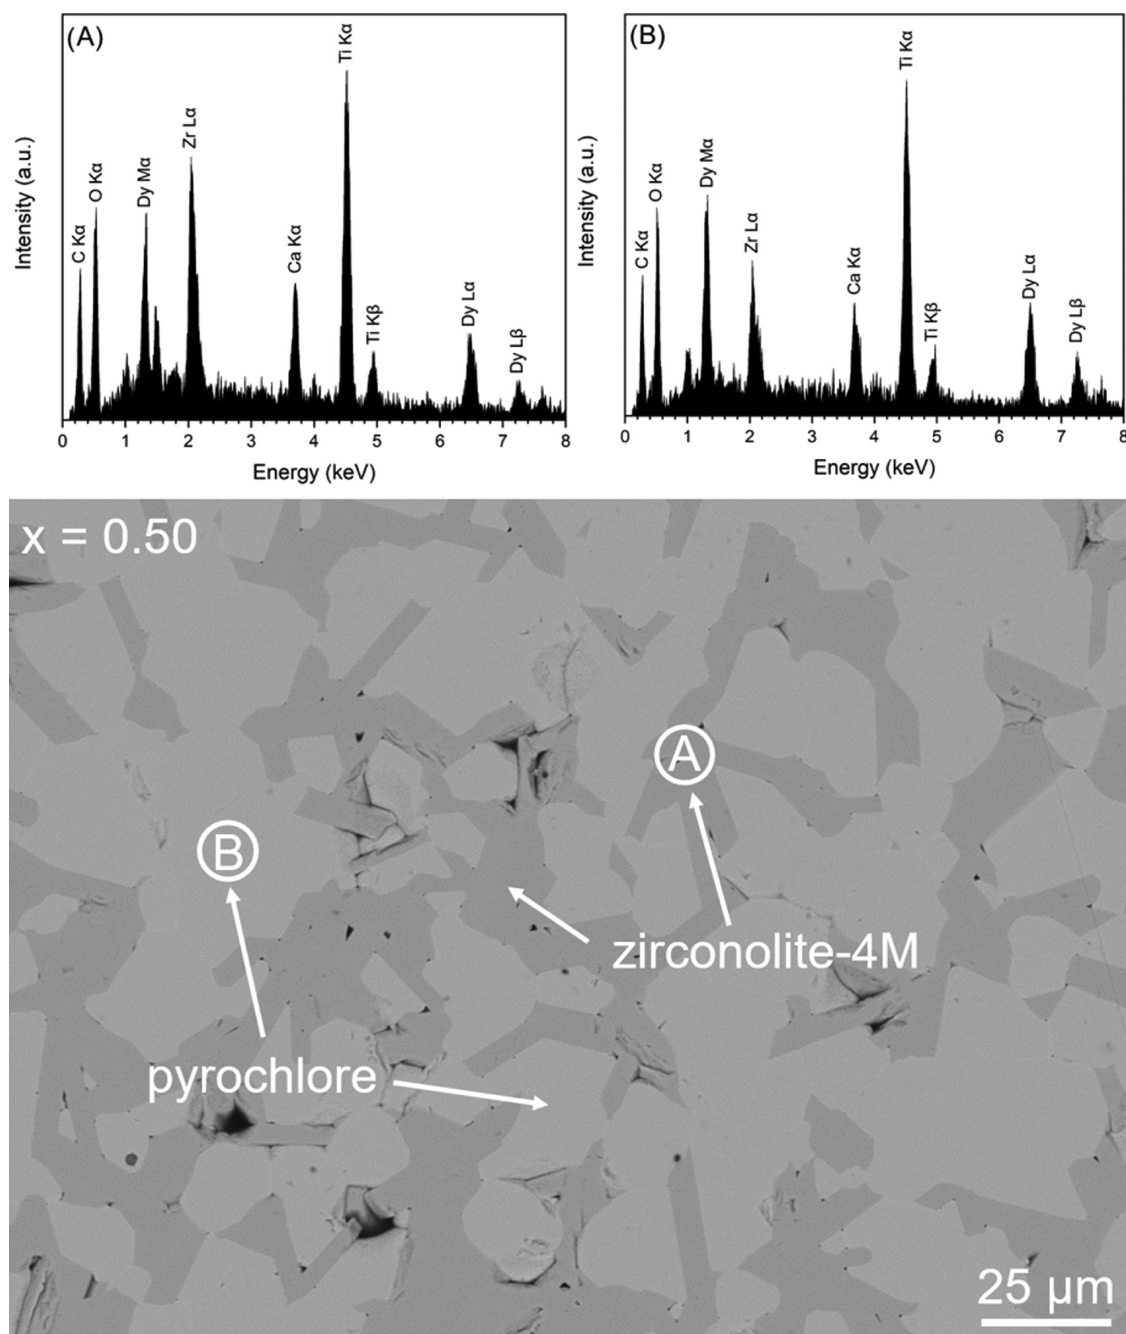 (A)
C Kα
O Kα
Dy Mα
Zr Lα
Ca Kα
Ti Kα
Ti Kβ
Dy Lα
Dy Lβ
Intensity (a.u.)
0 1 2 3 4 5 6 7 8
Energy (keV)
(B)
C Kα
O Kα
Dy Mα
Zr Lα
Ca Kα
Ti Kα
Ti Kβ
Dy Lα
Dy Lβ
Intensity (a.u.)
0 1 2 3 4 5 6 7 8
Energy (keV)
x = 0.50
A
B
zirconolite-4M
pyrochlore
25 μm